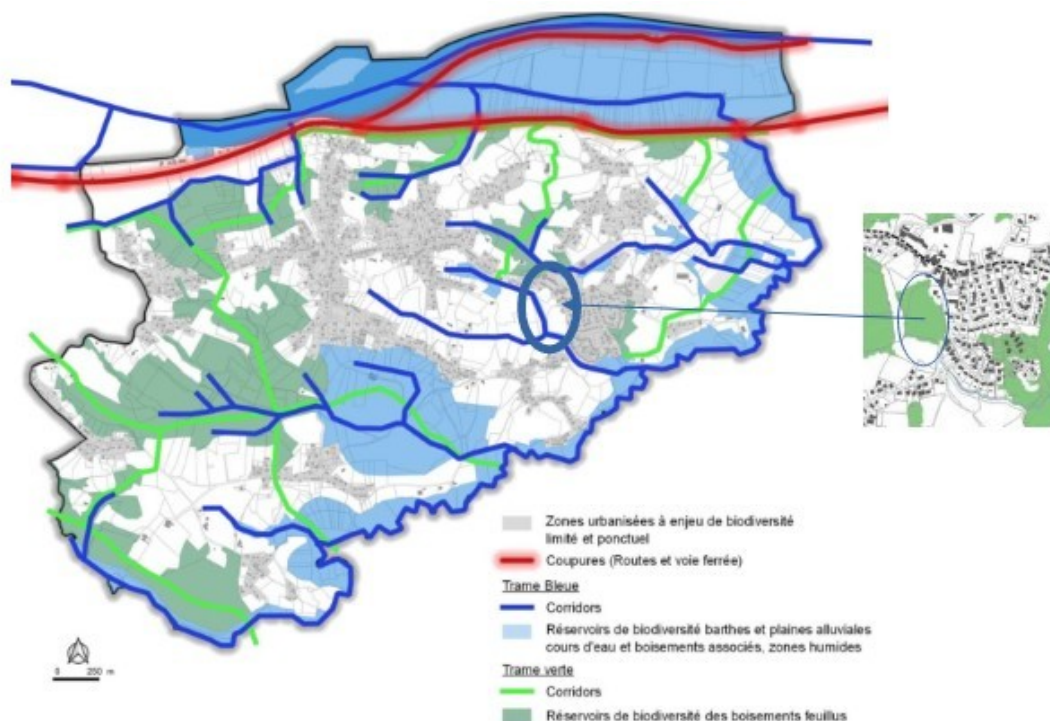 Zones urbanisées à enjeu de biodiversité
limité et ponctuel
Coupures (Routes et voie ferrée)
Trame Bleue
Corridors
Réservoirs de biodiversité barthes et plaines alluviales
cours d'eau et boisements associés, zones humides
Trame verte
Corridors
Réservoirs de biodiversité des boisements feuillus
0 250 m